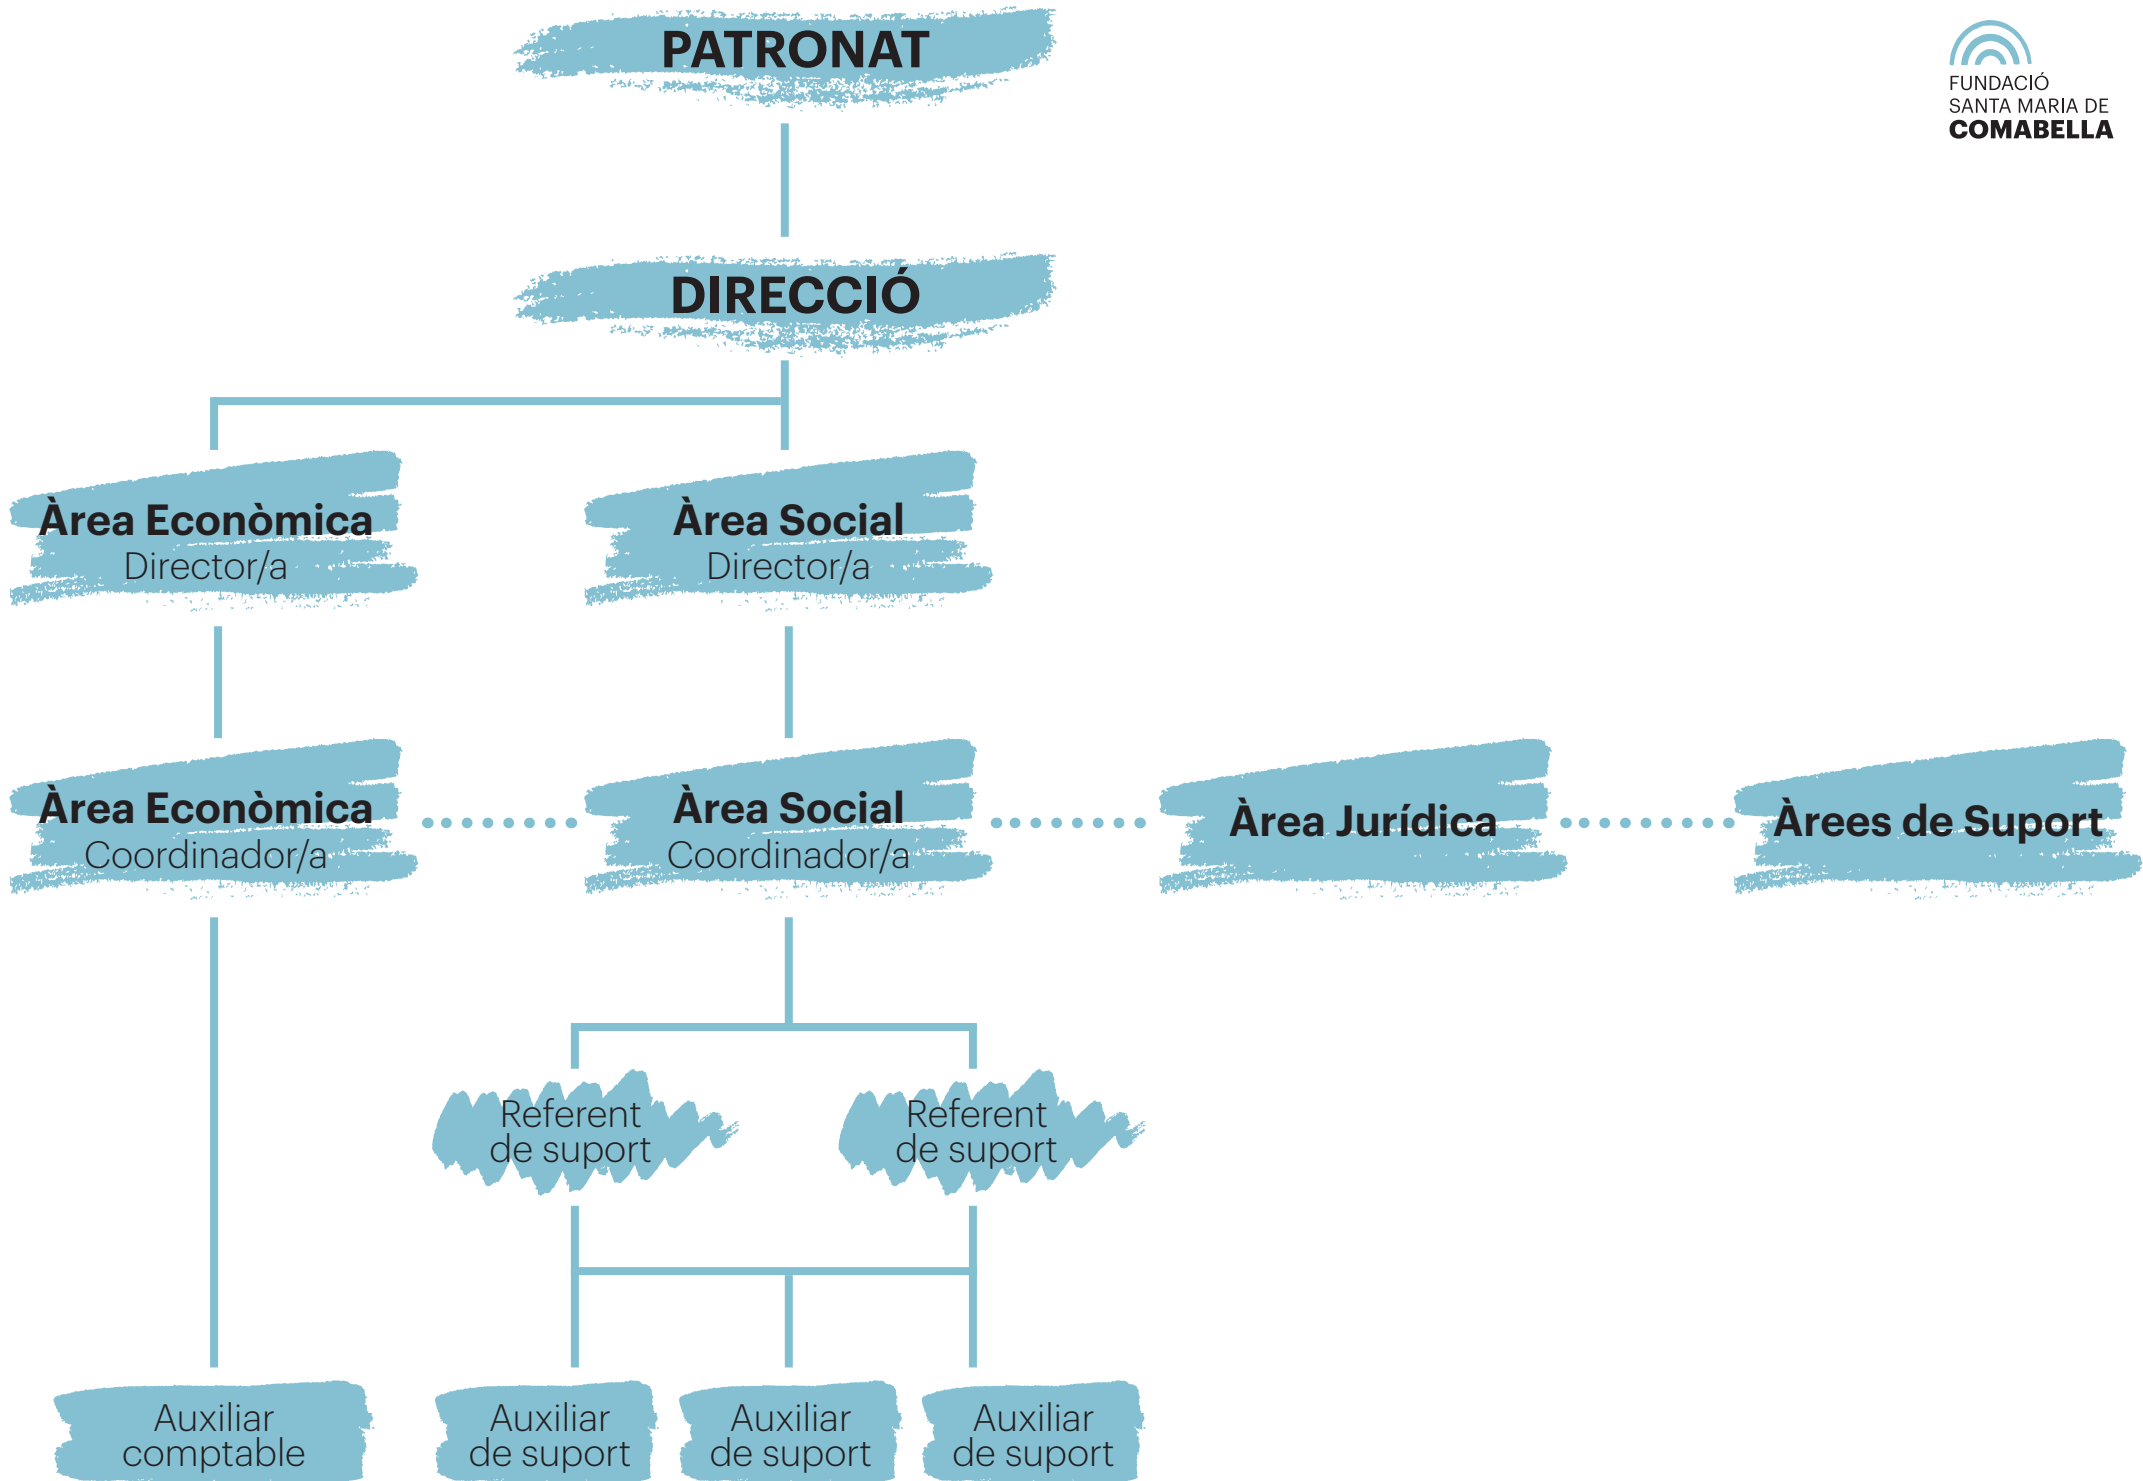 PATRONAT
FUNDACIÓ
SANTA MARIA DE
COMABELLA
DIRECCIÓ
Àrea Econòmica
Director/a
Àrea Social
Director/a
Àrea Econòmica
Coordinador/a
Àrea Social
Coordinador/a
Àrea Jurídica
Àrees de Suport
Referent
de suport
Referent
de suport
Auxiliar
comptable
Auxiliar
de suport
Auxiliar
de suport
Auxiliar
de suport